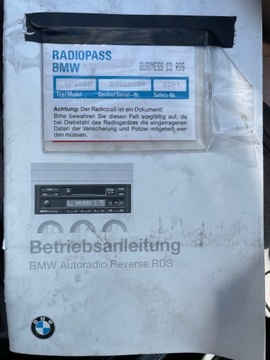 RADIOPASS
BMW
BUSINESS CD RDS
Typ/Model
Geräte/Serial-Nr.
Safety-Nr.
Achtung: Der Radiopaß ist ein Dokument!
Bitte bewahren Sie diesen Paß sorgfältig auf, da
bei Diebstahl des Radiogerätes die eingetragenen
Daten der Versicherung und Polizei mitgeteilt wer-
den müssen.
Betriebsanleitung
BMW Autoradio Reverse RDS
BMW